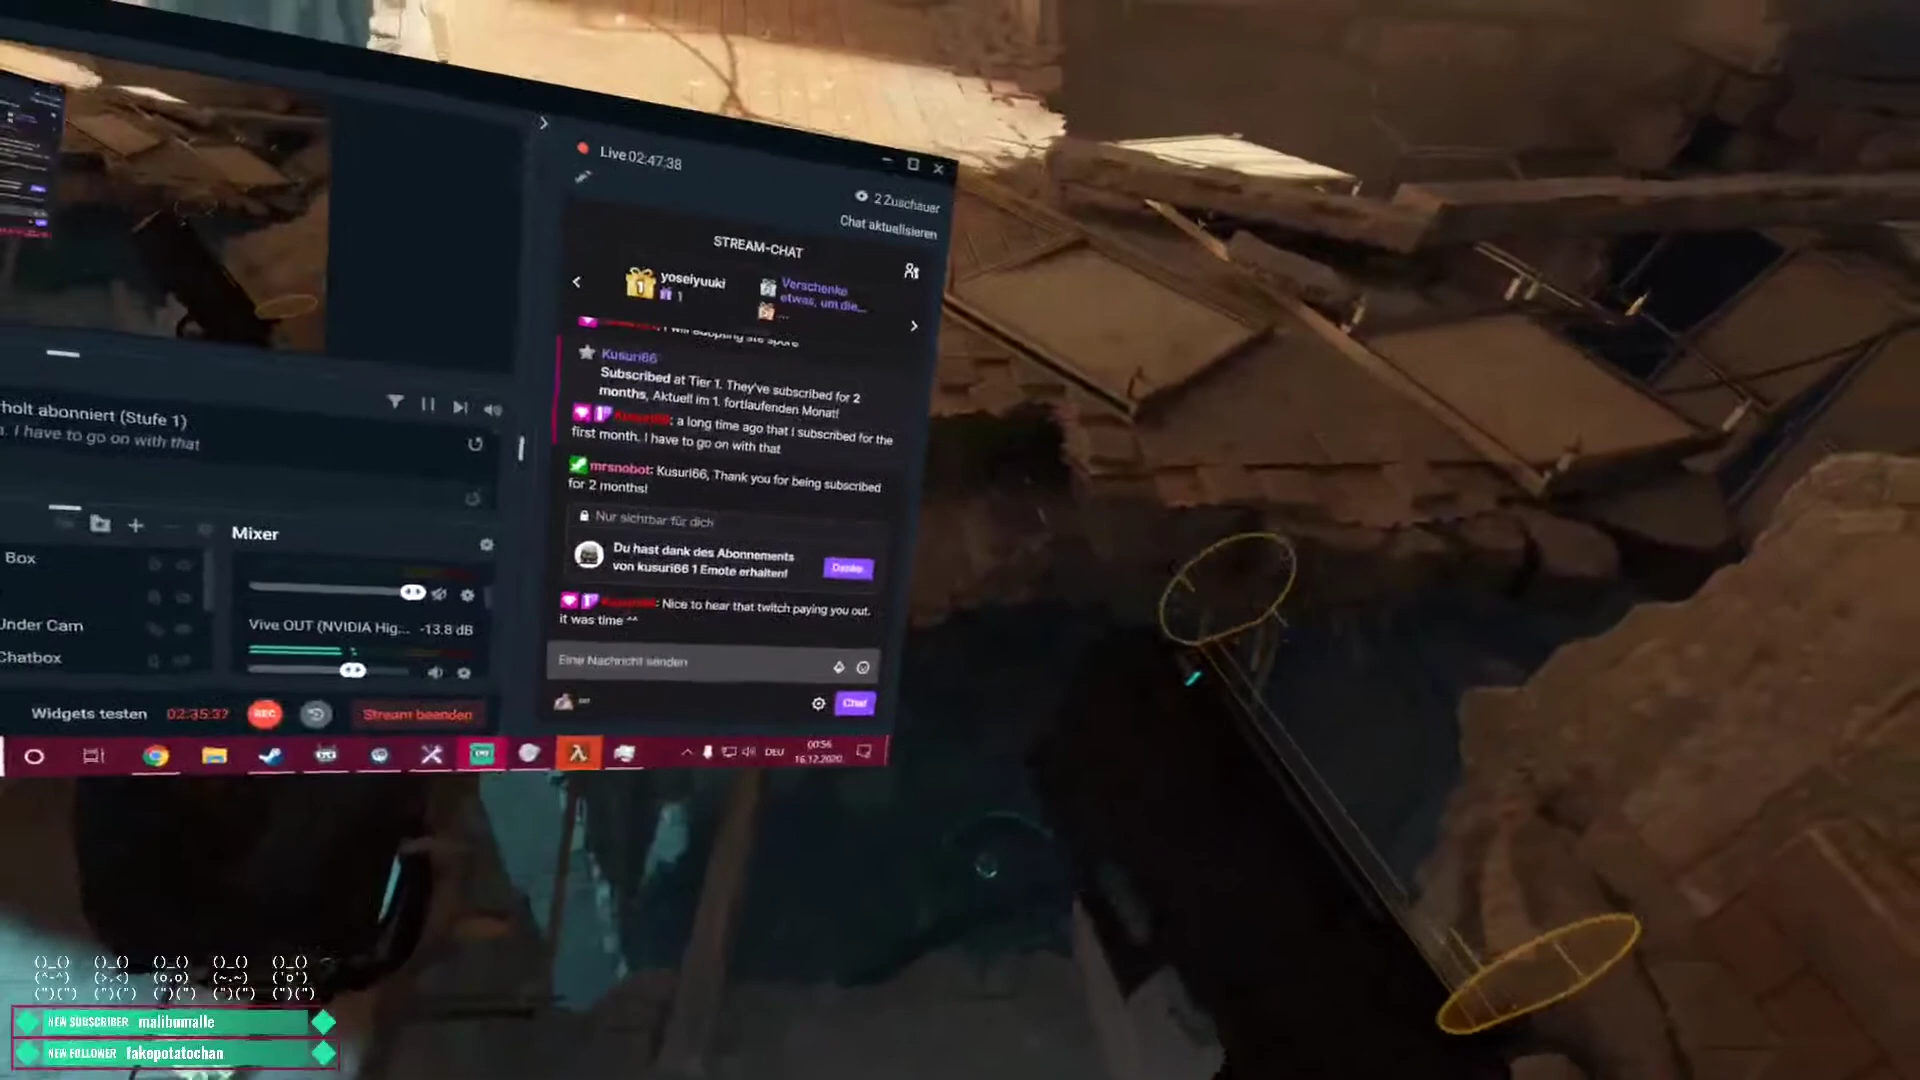 Live 02:47:38
2 Zuschauer
Chat aktualisieren
STREAM-CHAT
yoseiyuuki
1
Verschenke
etwas, um die...
...
Kusuri66
Subscribed at Tier 1. They've subscribed for 2
months, Aktuell im 1. fortlaufenden Monat!
Kusuri66: a long time ago that I subscribed for the
first month. I have to go on with that
mrsnobot: Kusuri66, Thank you for being subscribed
for 2 months!
Nur sichtbar für dich
Du hast dank des Abonnements
von kusuri66 1 Emote erhalten!
Danke
Kusuri66: Nice to hear that twitch paying you out.
it was time ^^
Eine Nachricht senden
Chat
rholt abonniert (Stufe 1)
. I have to go on with that
Mixer
Box
Under Cam
Chatbox
Vive OUT (NVIDIA Hig... -13.8 dB
Widgets testen 02:35:37 REC Stream beenden
DEU
00:56
16.12.2020
()_() ()_() ()_() ()_() ()_()
(^-^) (>.<) (o.o) (~.~) ('o')
(")(") (")(") (")(") (")(") (")(")
NEW SUBSCRIBER malibumalle
NEW FOLLOWER fakepotatochan